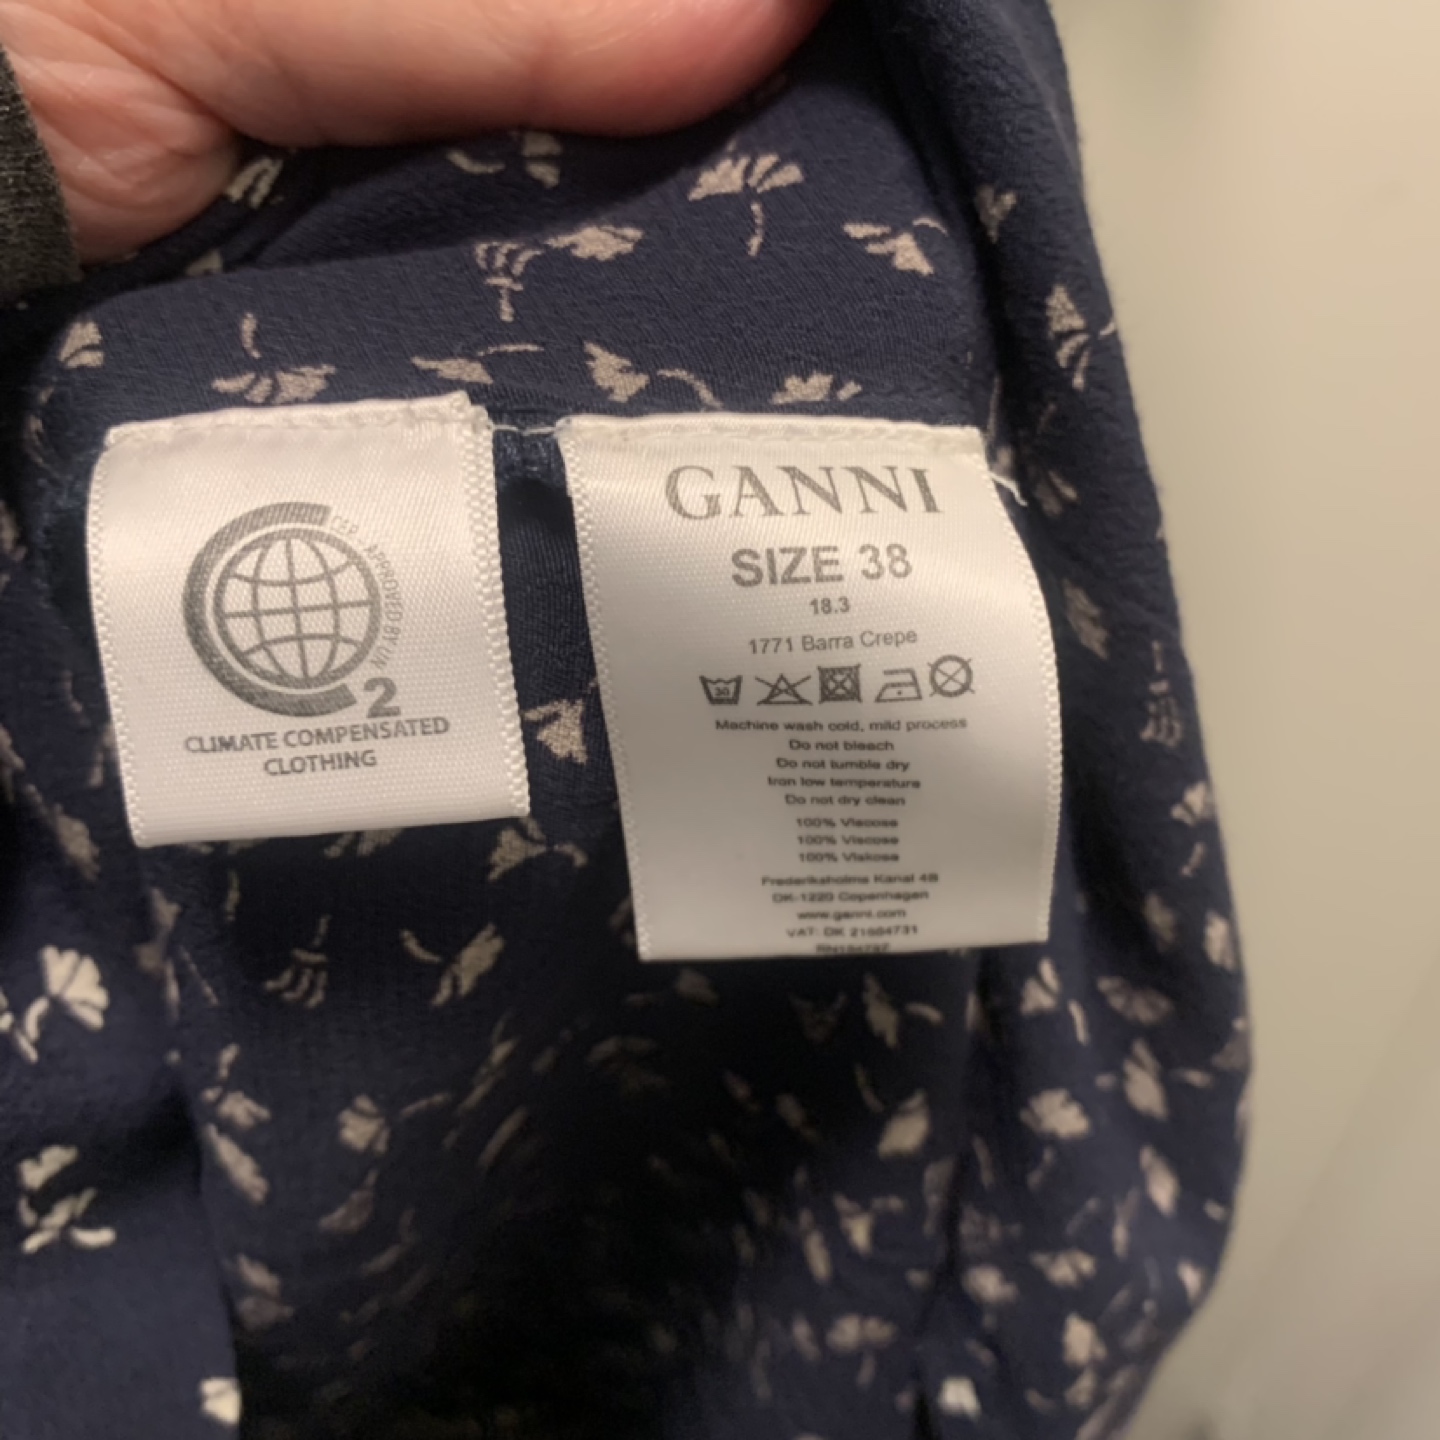 CER - APPROVED BY UN
2
CLIMATE COMPENSATED
CLOTHING
GANNI
SIZE 38
18.3
1771 Barra Crepe
30
Machine wash cold, mild process
Do not bleach
Do not tumble dry
Iron low temperature
Do not dry clean
100% Viscose
100% Viscose
100% Viskose
Frederiksholms Kanal 4B
DK-1220 Copenhagen
www.ganni.com
VAT: DK 21684731